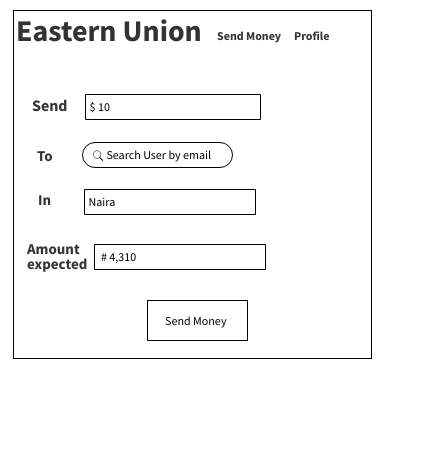 Eastern Union Send Money Profile
Send $ 10
To Search User by email
In Naira
Amount
expected # 4,310
Send Money